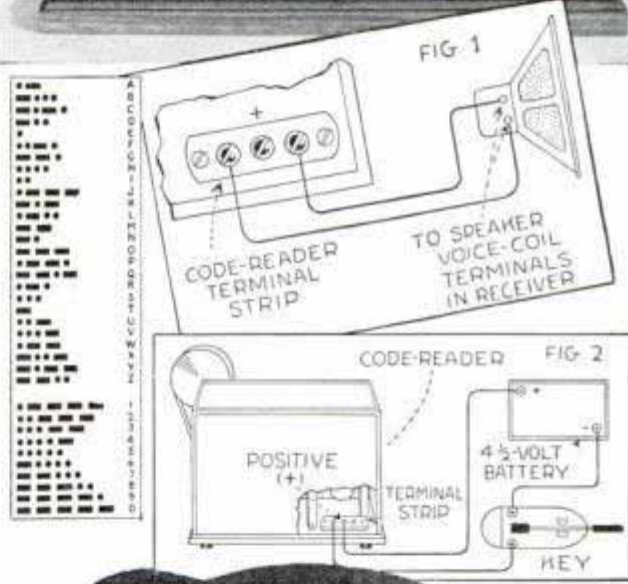 A
B
C
D
E
F
G
H
I
J
K
L
M
N
O
P
Q
R
S
T
U
V
W
X
Y
Z
1
2
3
4
5
6
7
8
9
0
FIG 1
+
CODE-READER
TERMINAL
STRIP
TO SPEAKER
VOICE-COIL
TERMINALS
IN RECEIVER
FIG 2
CODE-READER
POSITIVE
(+)
TERMINAL
STRIP
+
-
4½-VOLT
BATTERY
KEY